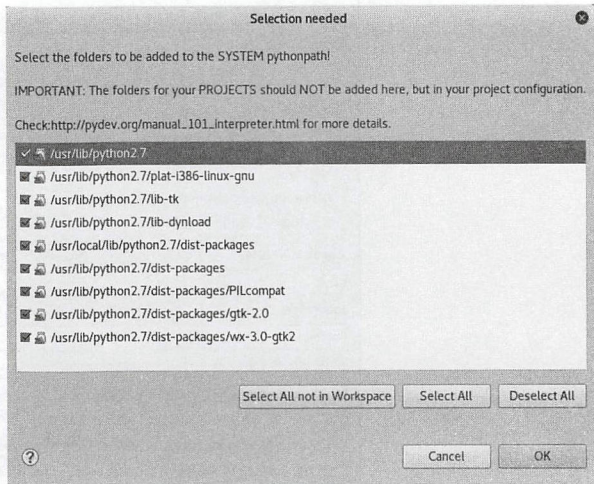 Selection needed
Select the folders to be added to the SYSTEM pythonpath!
IMPORTANT: The folders for your PROJECTS should NOT be added here, but in your project configuration.
Check:http://pydev.org/manual_101_interpreter.html for more details.
/usr/lib/python2.7
/usr/lib/python2.7/plat-i386-linux-gnu
/usr/lib/python2.7/lib-tk
/usr/lib/python2.7/lib-dynload
/usr/local/lib/python2.7/dist-packages
/usr/lib/python2.7/dist-packages
/usr/lib/python2.7/dist-packages/PILcompat
/usr/lib/python2.7/dist-packages/gtk-2.0
/usr/lib/python2.7/dist-packages/wx-3.0-gtk2
Select All not in Workspace Select All Deselect All
? Cancel OK